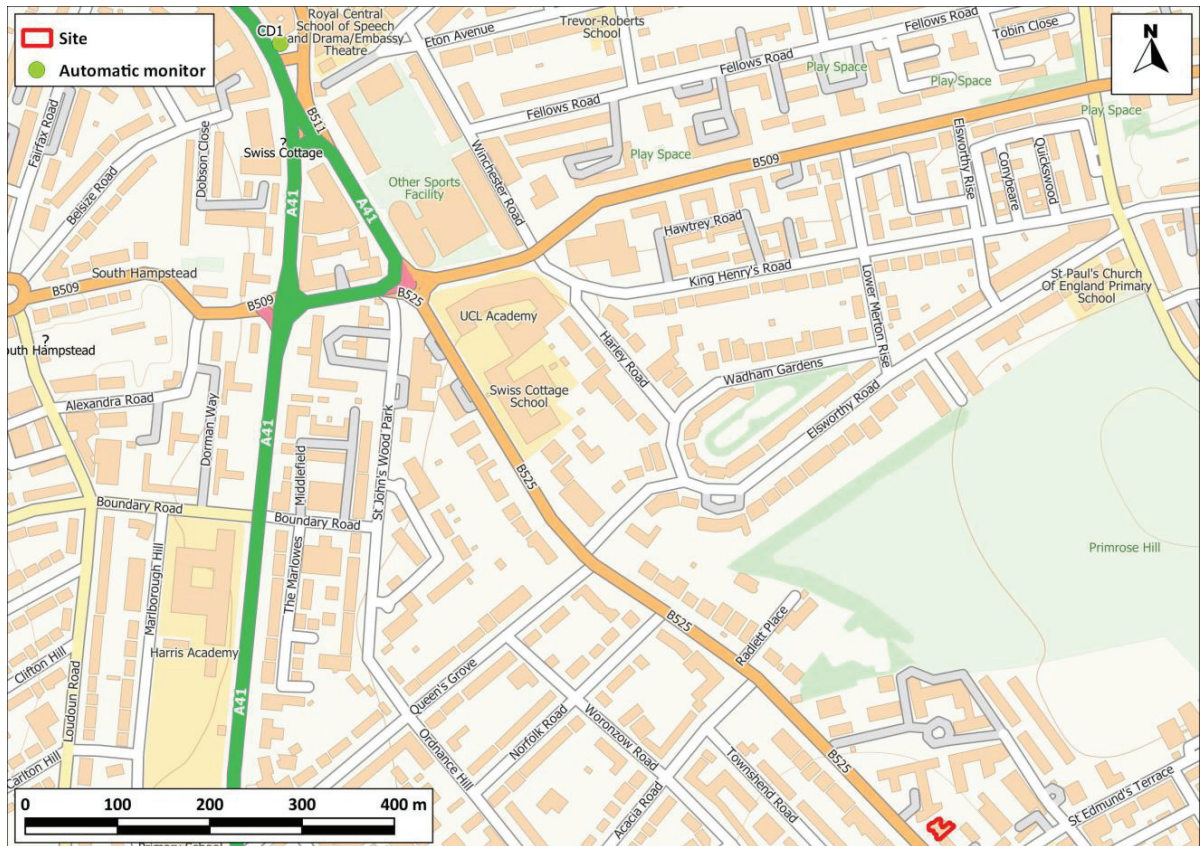 Site
Automatic monitor
CD1
Royal Central
School of Speech
and Drama/Embassy
Theatre
Eton Avenue
Trevor-Roberts
School
Fellows Road
Tobin Close
N
Fellows Road
Play Space
Play Space
Play Space
Fellows Road
Fairfax Road
B511
?
Swiss Cottage
Dobson Close
Belsize Road
Winchester Road
Play Space
B509
Elsworthy Rise
Conybeare
Quickswood
Other Sports
Facility
A41
A41
Hawtrey Road
South Hampstead
B509
B509
B525
King Henry's Road
Lower Merton Rise
St Paul's Church
Of England Primary
School
UCL Academy
?
outh Hampstead
Harley Road
Wadham Gardens
Swiss Cottage
School
Elsworthy Road
Alexandra Road
Dorman Way
A41
Middlefield
St John's Wood Park
B525
Boundary Road
Boundary Road
Primrose Hill
Marlborough Hill
The Marlowes
B525
Radlett Place
Harris Academy
Clifton Hill
Loudoun Road
A41
Queen's Grove
Norfolk Road
Woronzow Road
Ordnance Hill
Townshend Road
B525
Carlton Hill
Acacia Road
St Edmund's Terrace
0 100 200 300 400 m